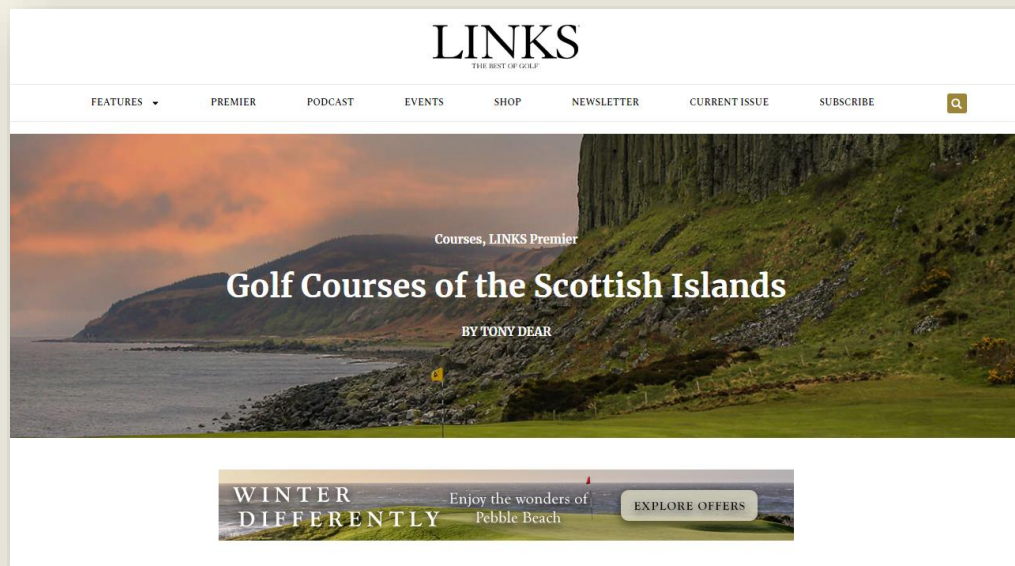 LINKS
THE BEST OF GOLF
FEATURES PREMIER PODCAST EVENTS SHOP NEWSLETTER CURRENT ISSUE SUBSCRIBE
Courses, LINKS Premier
Golf Courses of the Scottish Islands
BY TONY DEAR
WINTER
DIFFERENTLY
Enjoy the wonders of
Pebble Beach
EXPLORE OFFERS